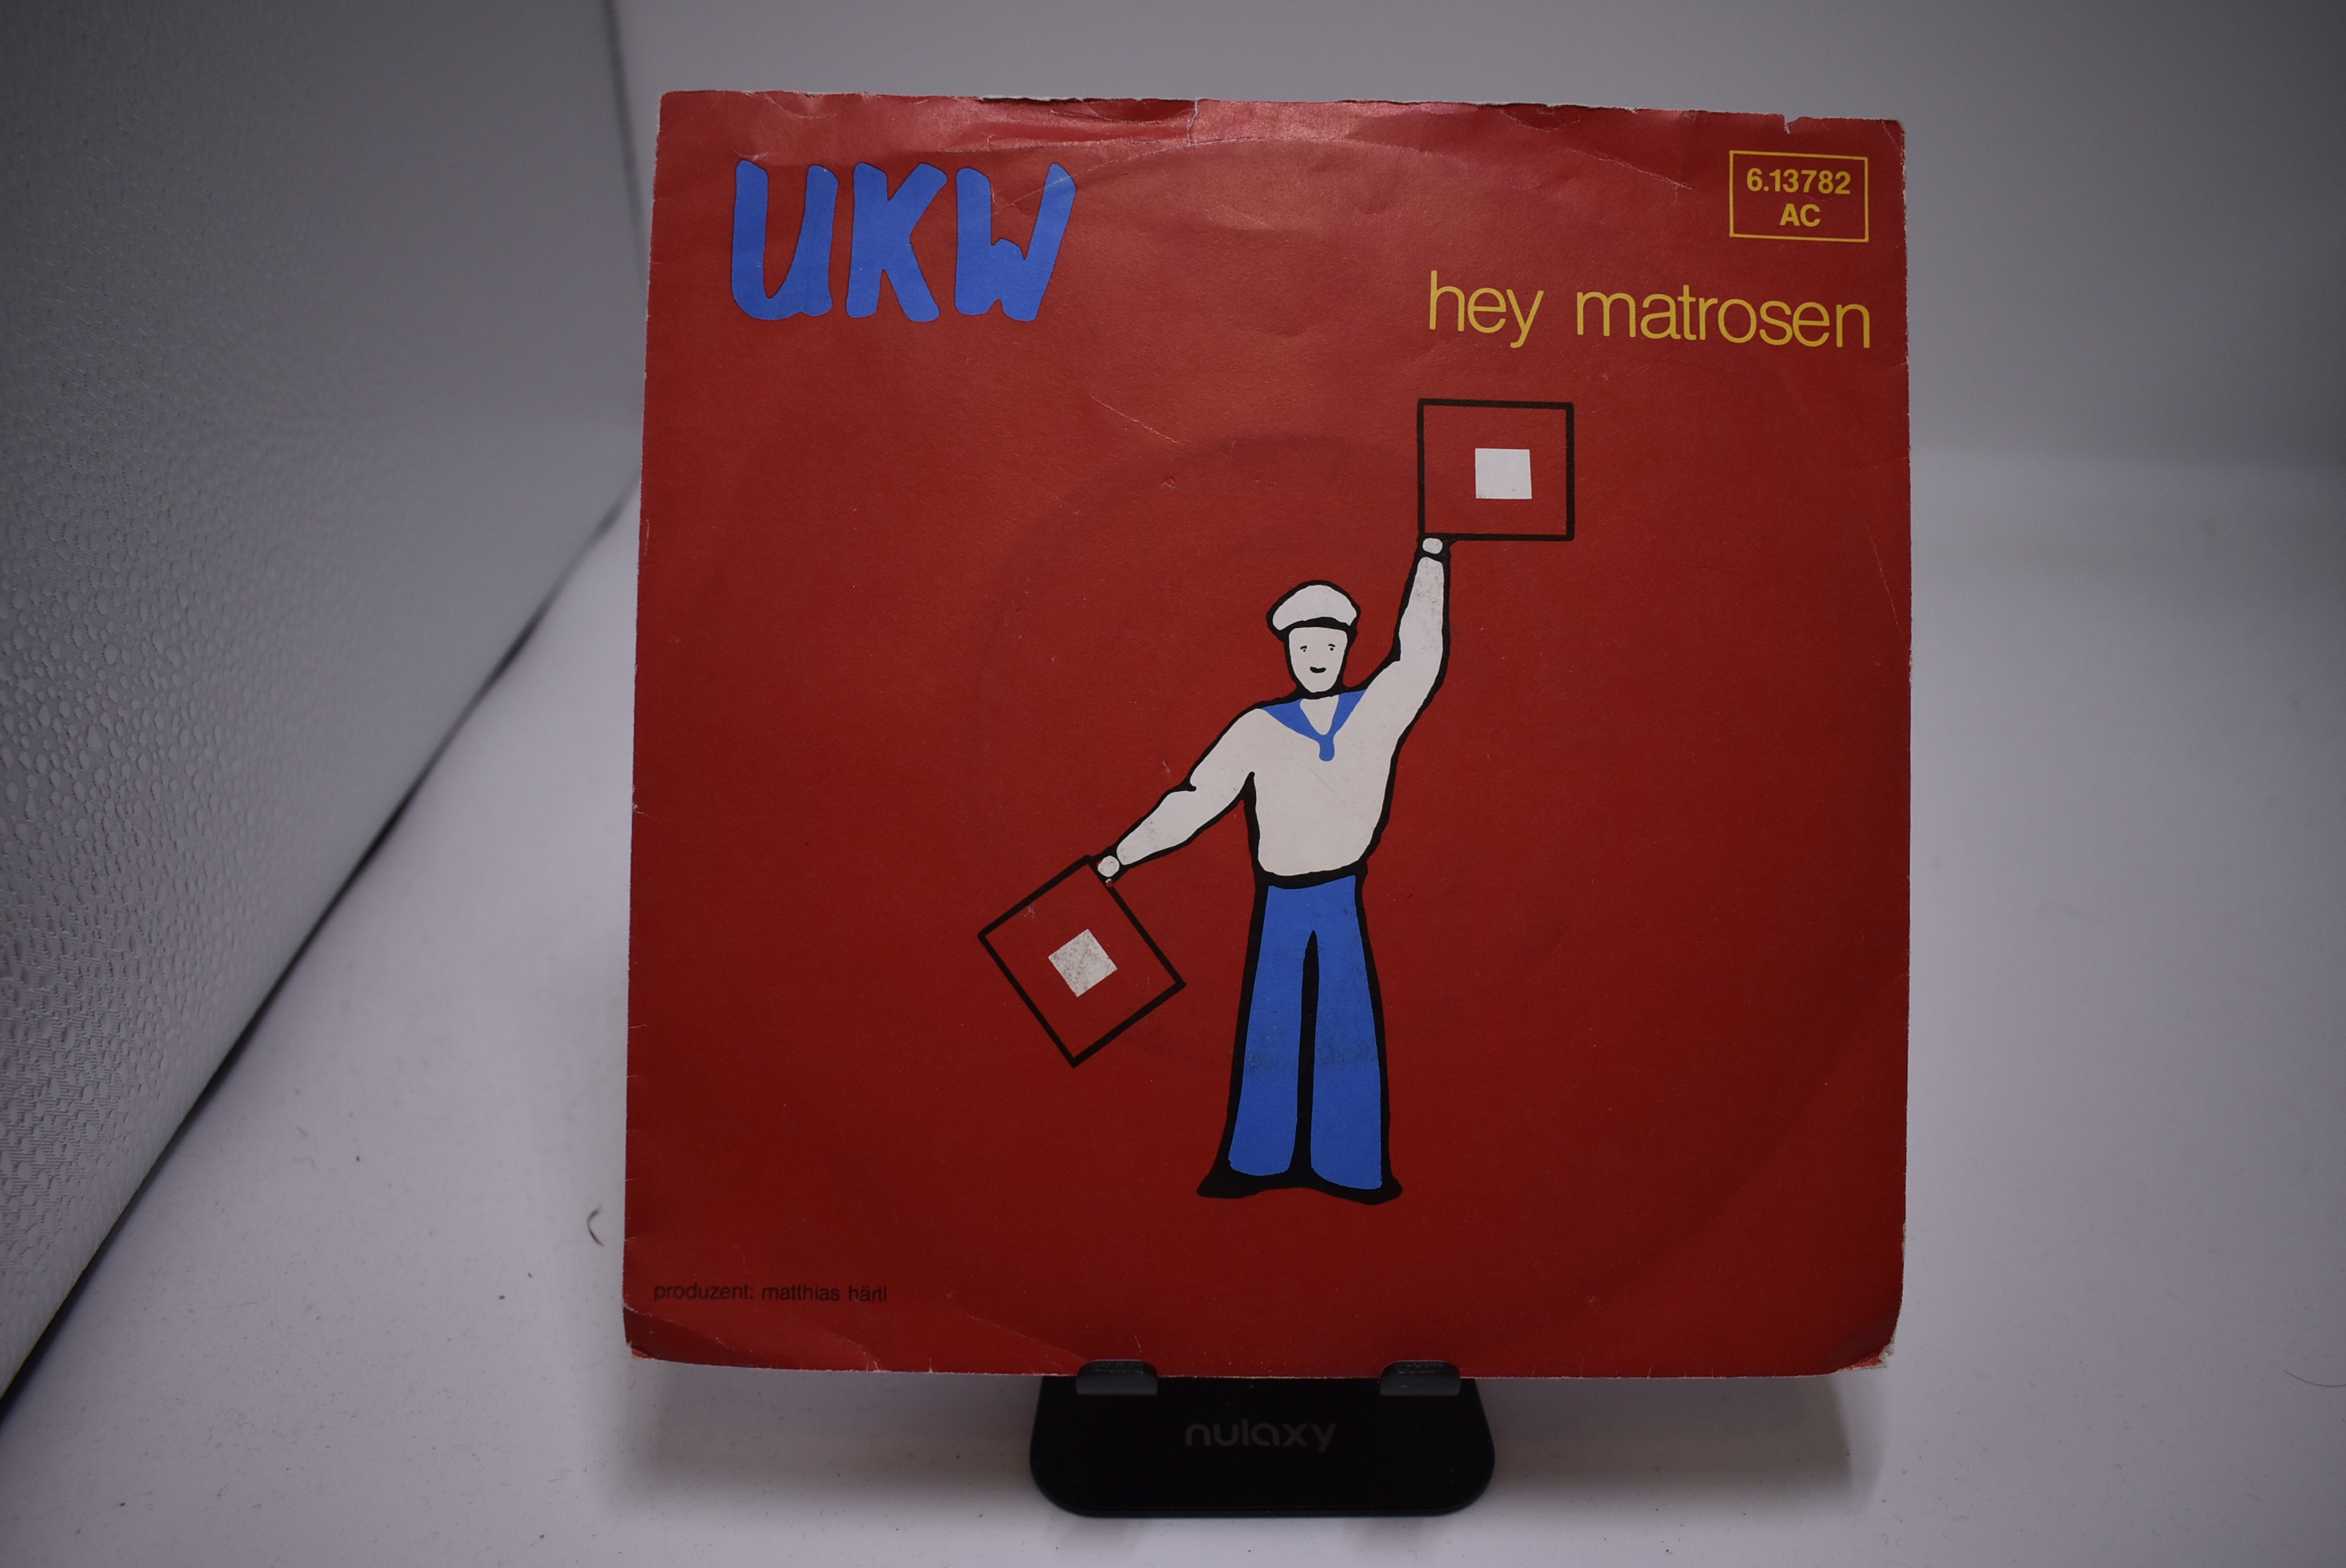 UKW
6.13782
AC
hey matrosen
produzent: matthias härtl
nulaxy